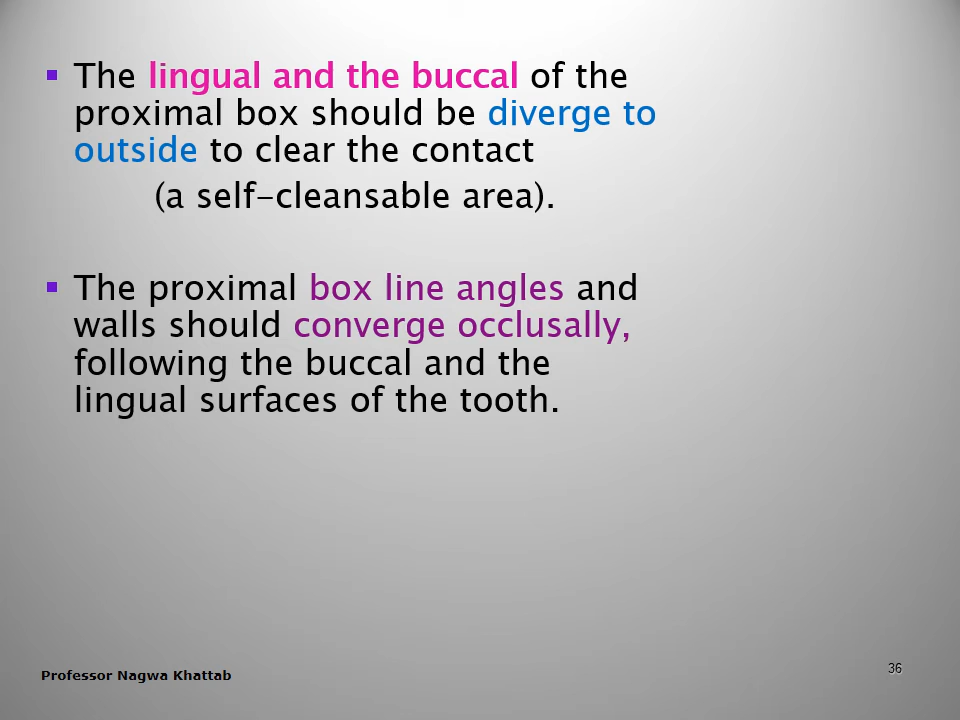 ▪ The lingual and the buccal of the
proximal box should be diverge to
outside to clear the contact
(a self-cleansable area).
▪ The proximal box line angles and
walls should converge occlusally,
following the buccal and the
lingual surfaces of the tooth.
Professor Nagwa Khattab
36